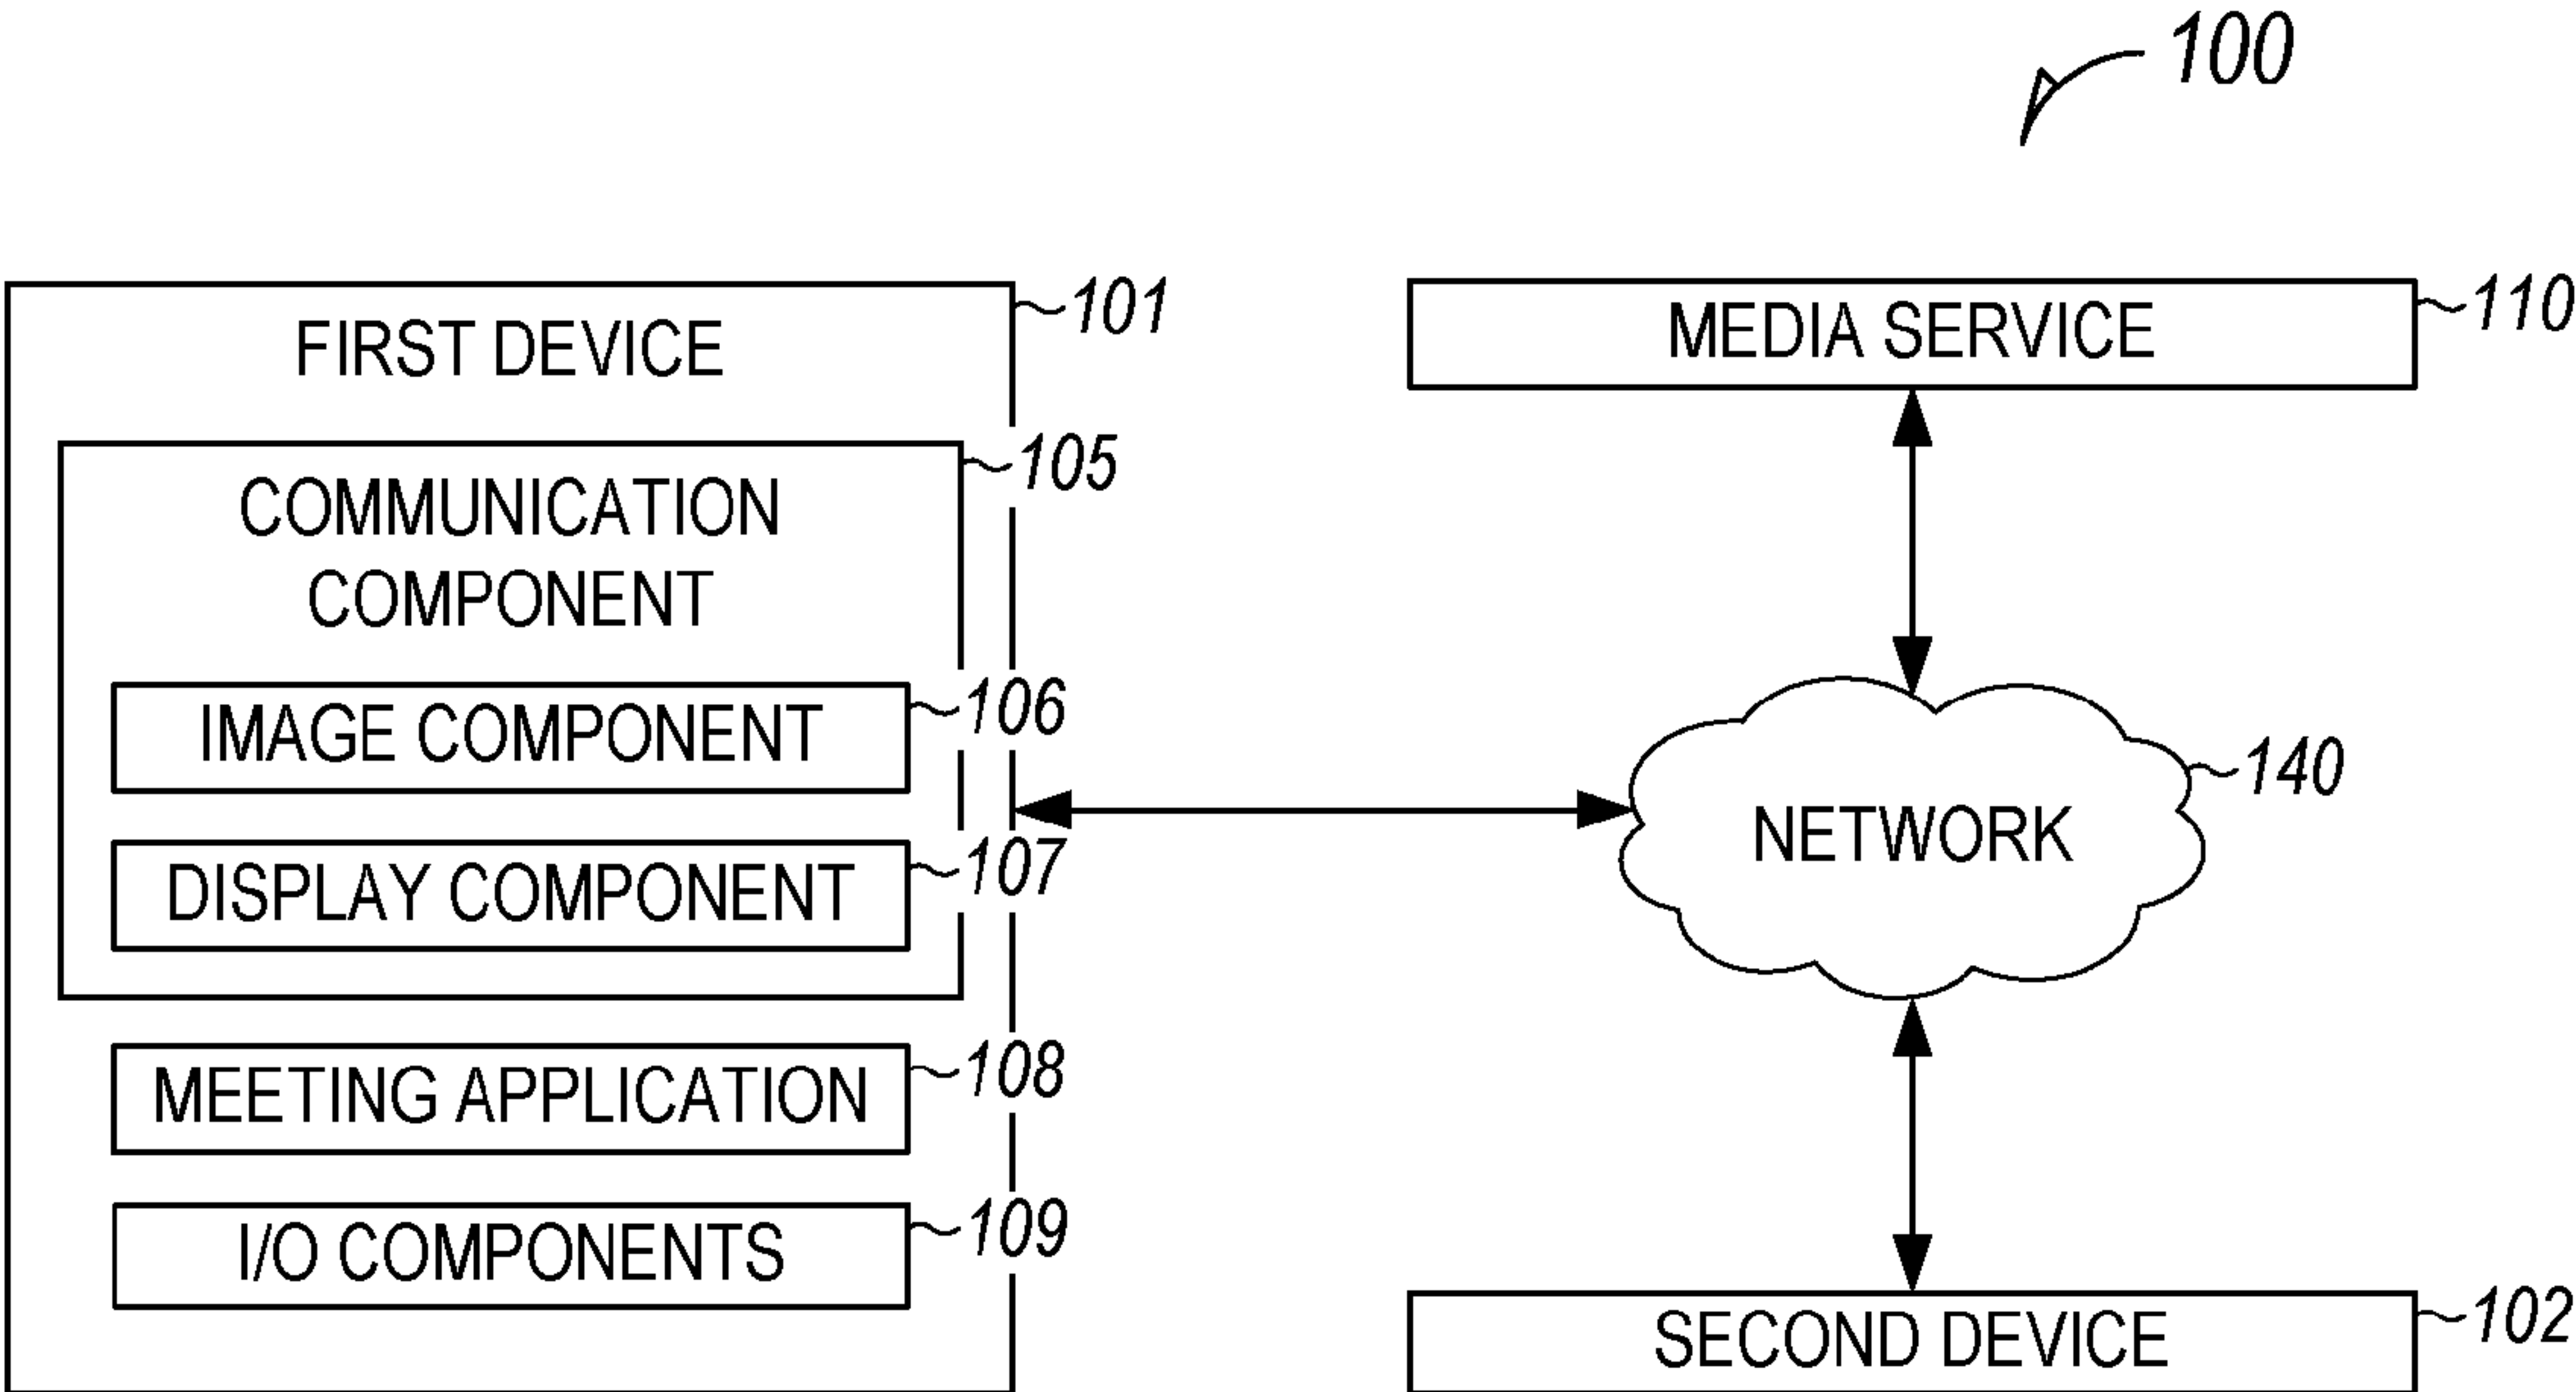 100
FIRST DEVICE
101
COMMUNICATION
COMPONENT
105
IMAGE COMPONENT
106
DISPLAY COMPONENT
107
MEETING APPLICATION
108
I/O COMPONENTS
109
MEDIA SERVICE
110
NETWORK
140
SECOND DEVICE
102